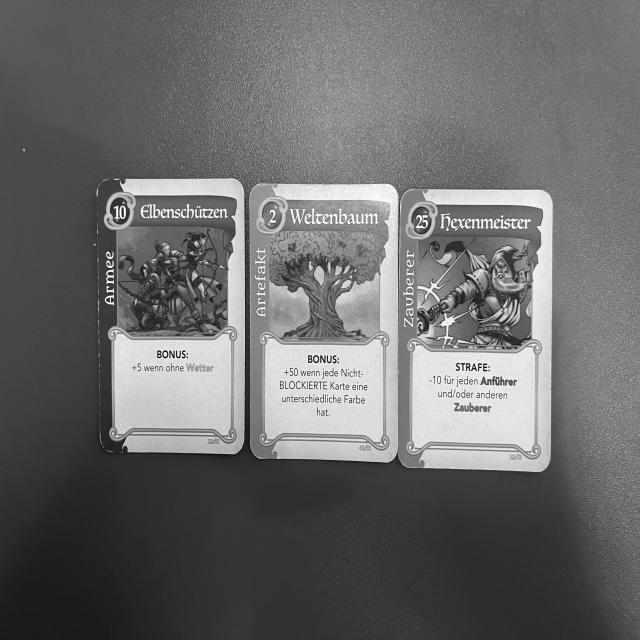 10 Elbenschützen
Armee
BONUS:
+5 wenn ohne Wetter
2 Weltenbaum
Artefakt
BONUS:
+50 wenn jede Nicht-
BLOCKIERTE Karte eine
unterschiedliche Farbe
hat.
25 Hexenmeister
Zauberer
STRAFE:
-10 für jeden Anführer
und/oder anderen
Zauberer